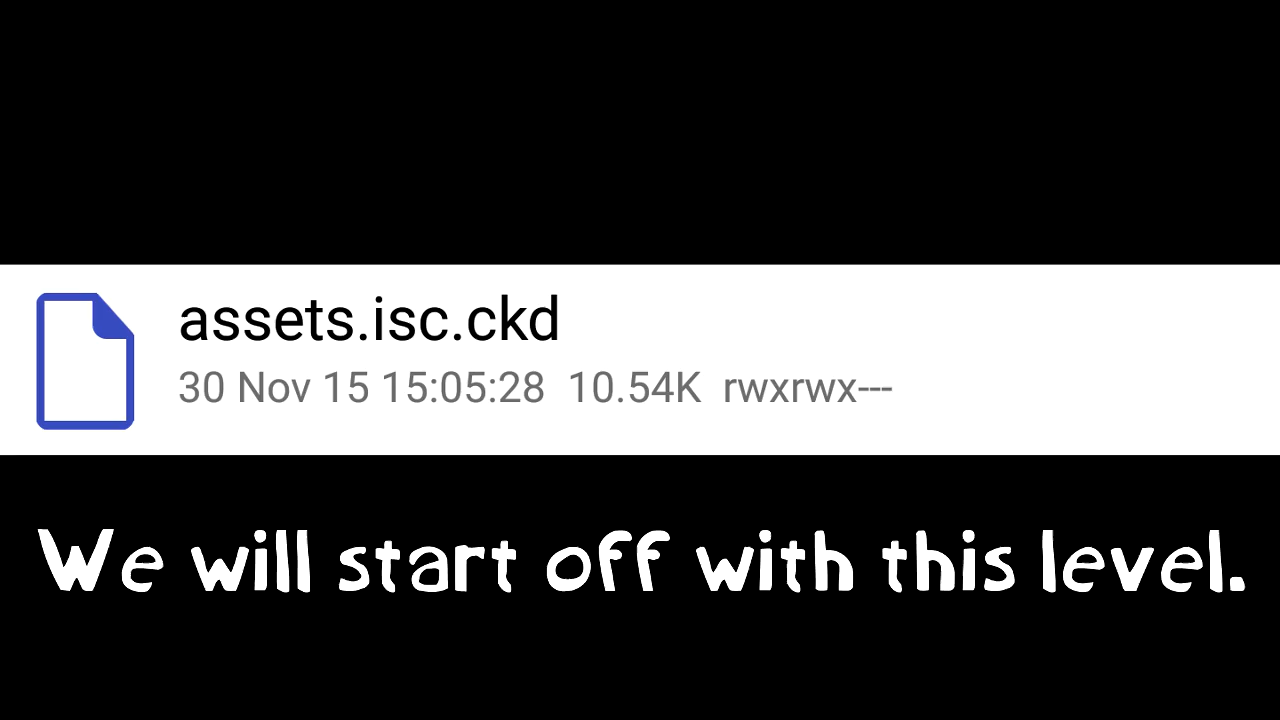 assets.isc.ckd
30 Nov 15 15:05:28 10.54K rwxrwx---
We will start off with this level.